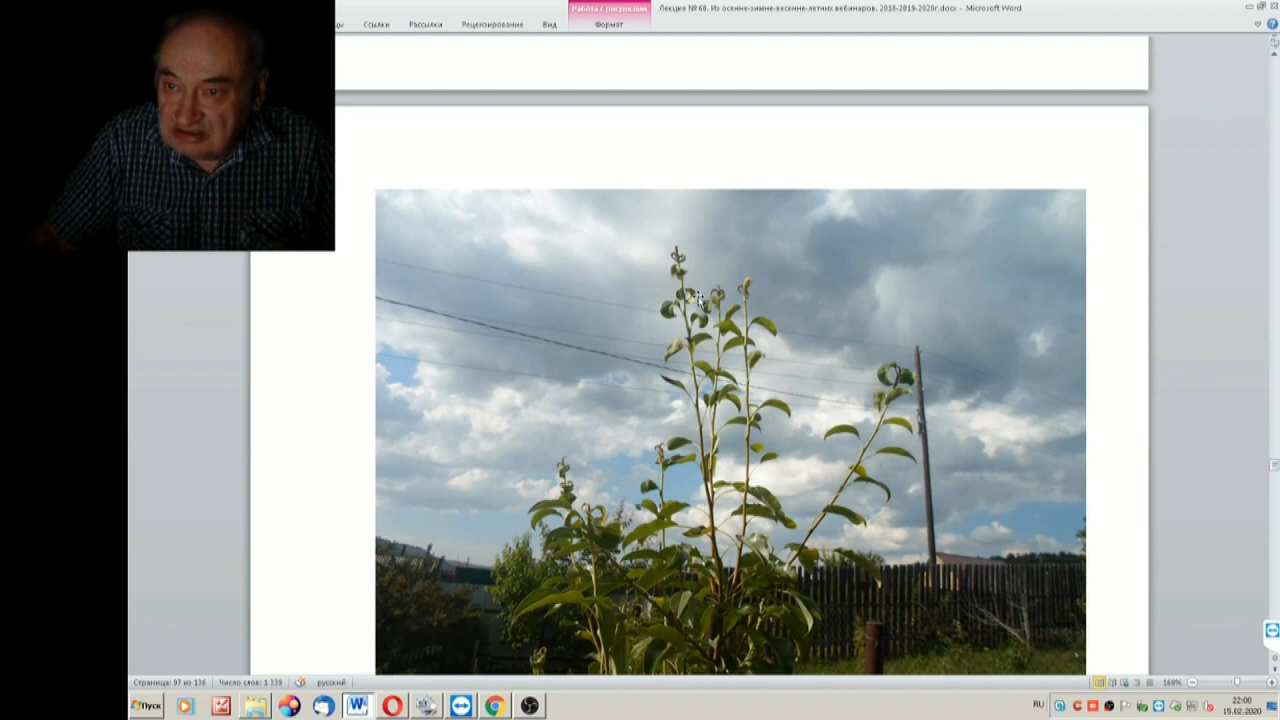 Работа с рисунками
Лекция № 68. Из осенне-зимне-весенне-летних вебинаров. 2018-2019-2020г.docx - Microsoft Word
Ссылки Рассылки Рецензирование Вид Формат
Страница: 97 из 136 Число слов: 1 339 русский 160%
Пуск
RU
22:00
15.02.2020